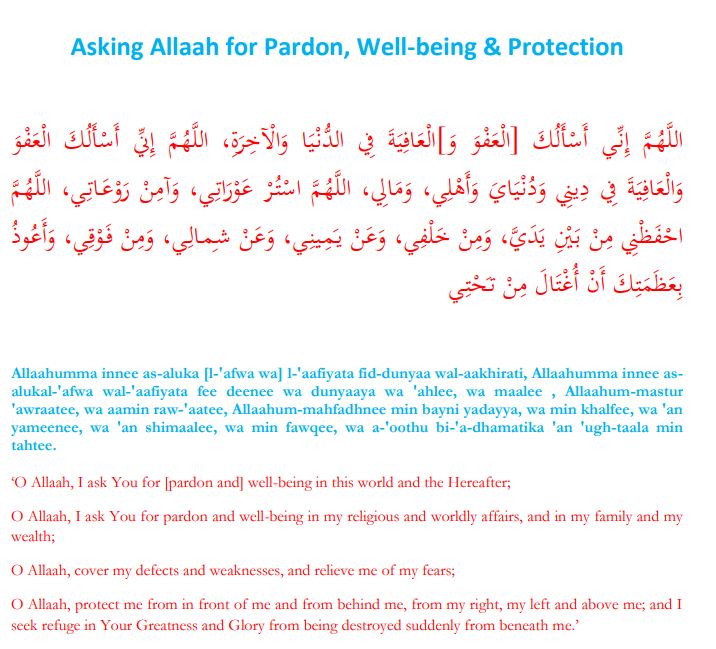 Asking Allaah for Pardon, Well-being & Protection
اللَّهُمَّ إِنِّي أَسْأَلُكَ [الْعَفْوَ وَ]الْعَافِيَةَ فِي الدُّنْيَا وَالْآخِرَةِ، اللَّهُمَّ إِنِّي أَسْأَلُكَ الْعَفْوَ
وَالْعَافِيَةَ فِي دِينِي وَدُنْيَايَ وَأَهْلِي، وَمَالِي، اللَّهُمَّ اسْتُرْ عَوْرَاتِي، وَآمِنْ رَوْعَاتِي، اللَّهُمَّ
احْفَظْنِي مِنْ بَيْنِ يَدَيَّ، وَمِنْ خَلْفِي، وَعَنْ يَمِينِي، وَعَنْ شِمـالِي، وَمِنْ فَوْقِي، وَأَعُوذُ
بِعَظَمَتِكَ أَنْ أُغْتَالَ مِنْ تَحْتِي
Allaahumma innee as-aluka [l-'afwa wa] l-'aafiyata fid-dunyaa wal-aakhirati, Allaahumma innee as-
alukal-'afwa wal-'aafiyata fee deenee wa dunyaaya wa 'ahlee, wa maalee , Allaahum-mastur
'awraatee, wa aamin raw-'aatee, Allaahum-mahfadhnee min bayni yadayya, wa min khalfee, wa 'an
yameenee, wa 'an shimaalee, wa min fawqee, wa a-'oothu bi-'a-dhamatika 'an 'ugh-taala min
tahtee.
‘O Allaah, I ask You for [pardon and] well-being in this world and the Hereafter;
O Allaah, I ask You for pardon and well-being in my religious and worldly affairs, and in my family and my
wealth;
O Allaah, cover my defects and weaknesses, and relieve me of my fears;
O Allaah, protect me from in front of me and from behind me, from my right, my left and above me; and I
seek refuge in Your Greatness and Glory from being destroyed suddenly from beneath me.’